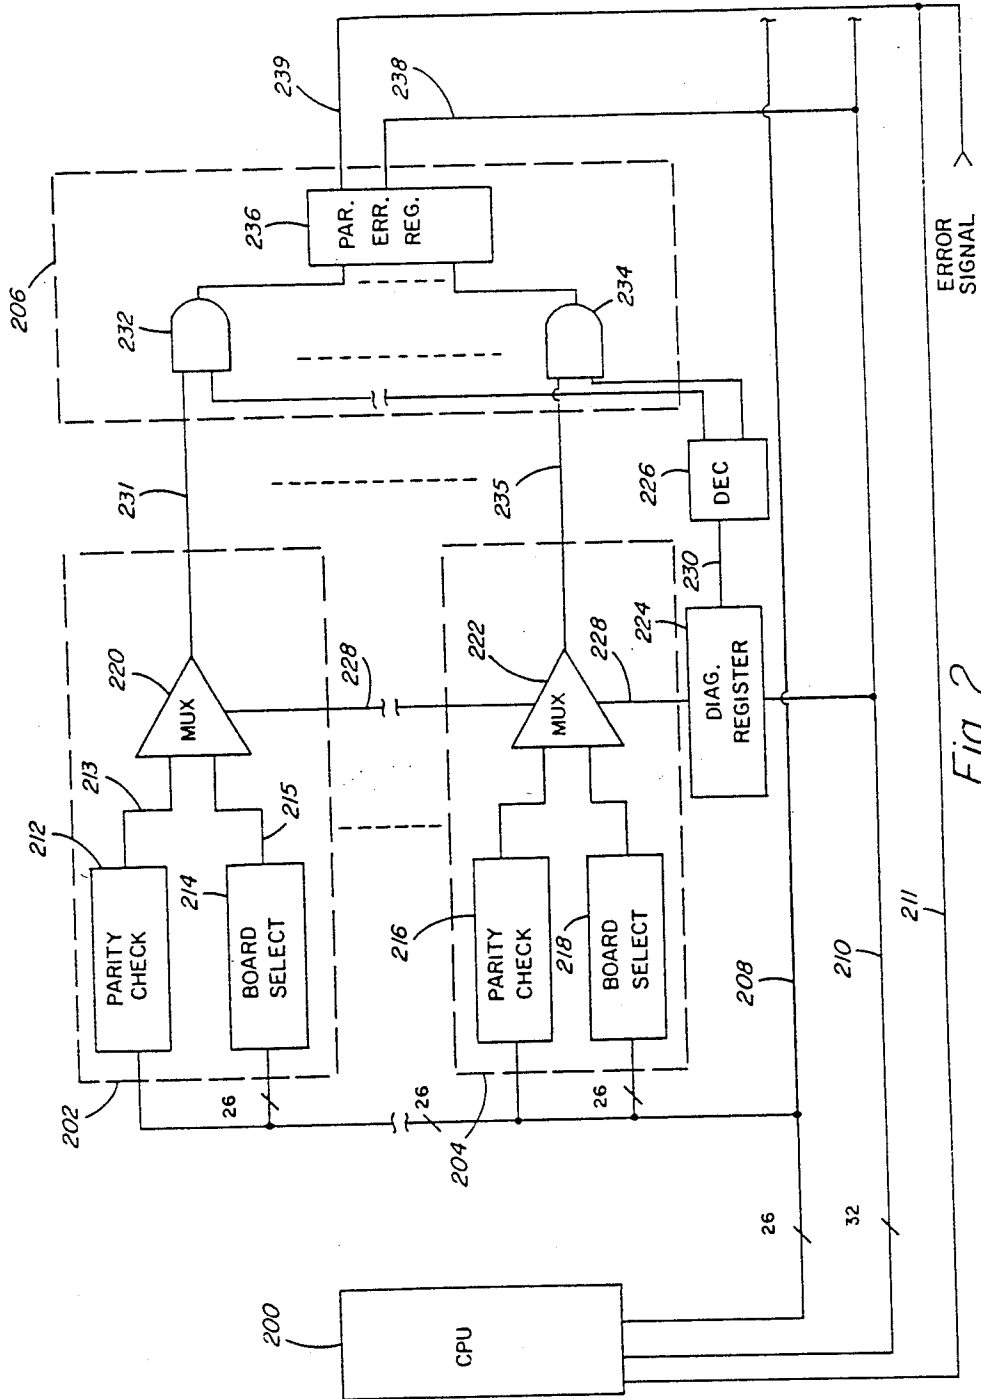 206
236
PAR.
ERR.
REG.
239
238
232
234
231
235
226
DEC
230
224
DIAG.
REGISTER
220
MUX
228
222
MUX
228
213
212
PARITY
CHECK
215
214
BOARD
SELECT
216
PARITY
CHECK
218
BOARD
SELECT
202
26
26
204
26
208
210
211
26
32
200
CPU
ERROR
SIGNAL
Fig. 2